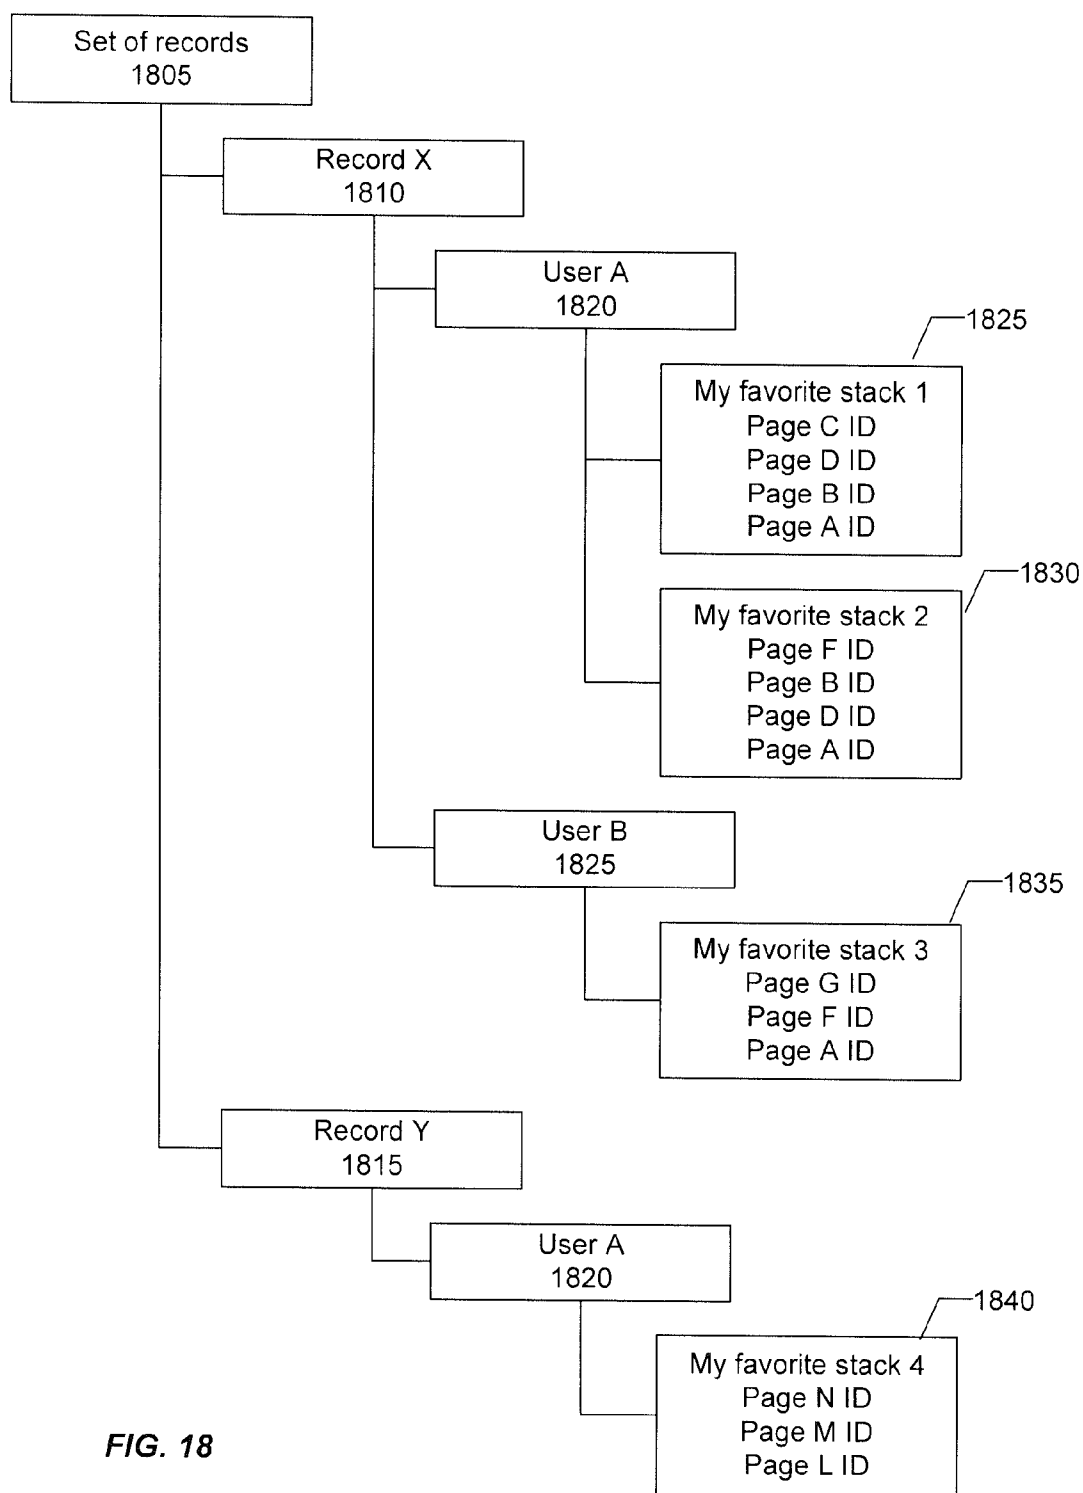 Set of records
1805
Record X
1810
User A
1820
1825
My favorite stack 1
Page C ID
Page D ID
Page B ID
Page A ID
1830
My favorite stack 2
Page F ID
Page B ID
Page D ID
Page A ID
User B
1825
1835
My favorite stack 3
Page G ID
Page F ID
Page A ID
Record Y
1815
User A
1820
1840
My favorite stack 4
Page N ID
Page M ID
Page L ID
FIG. 18